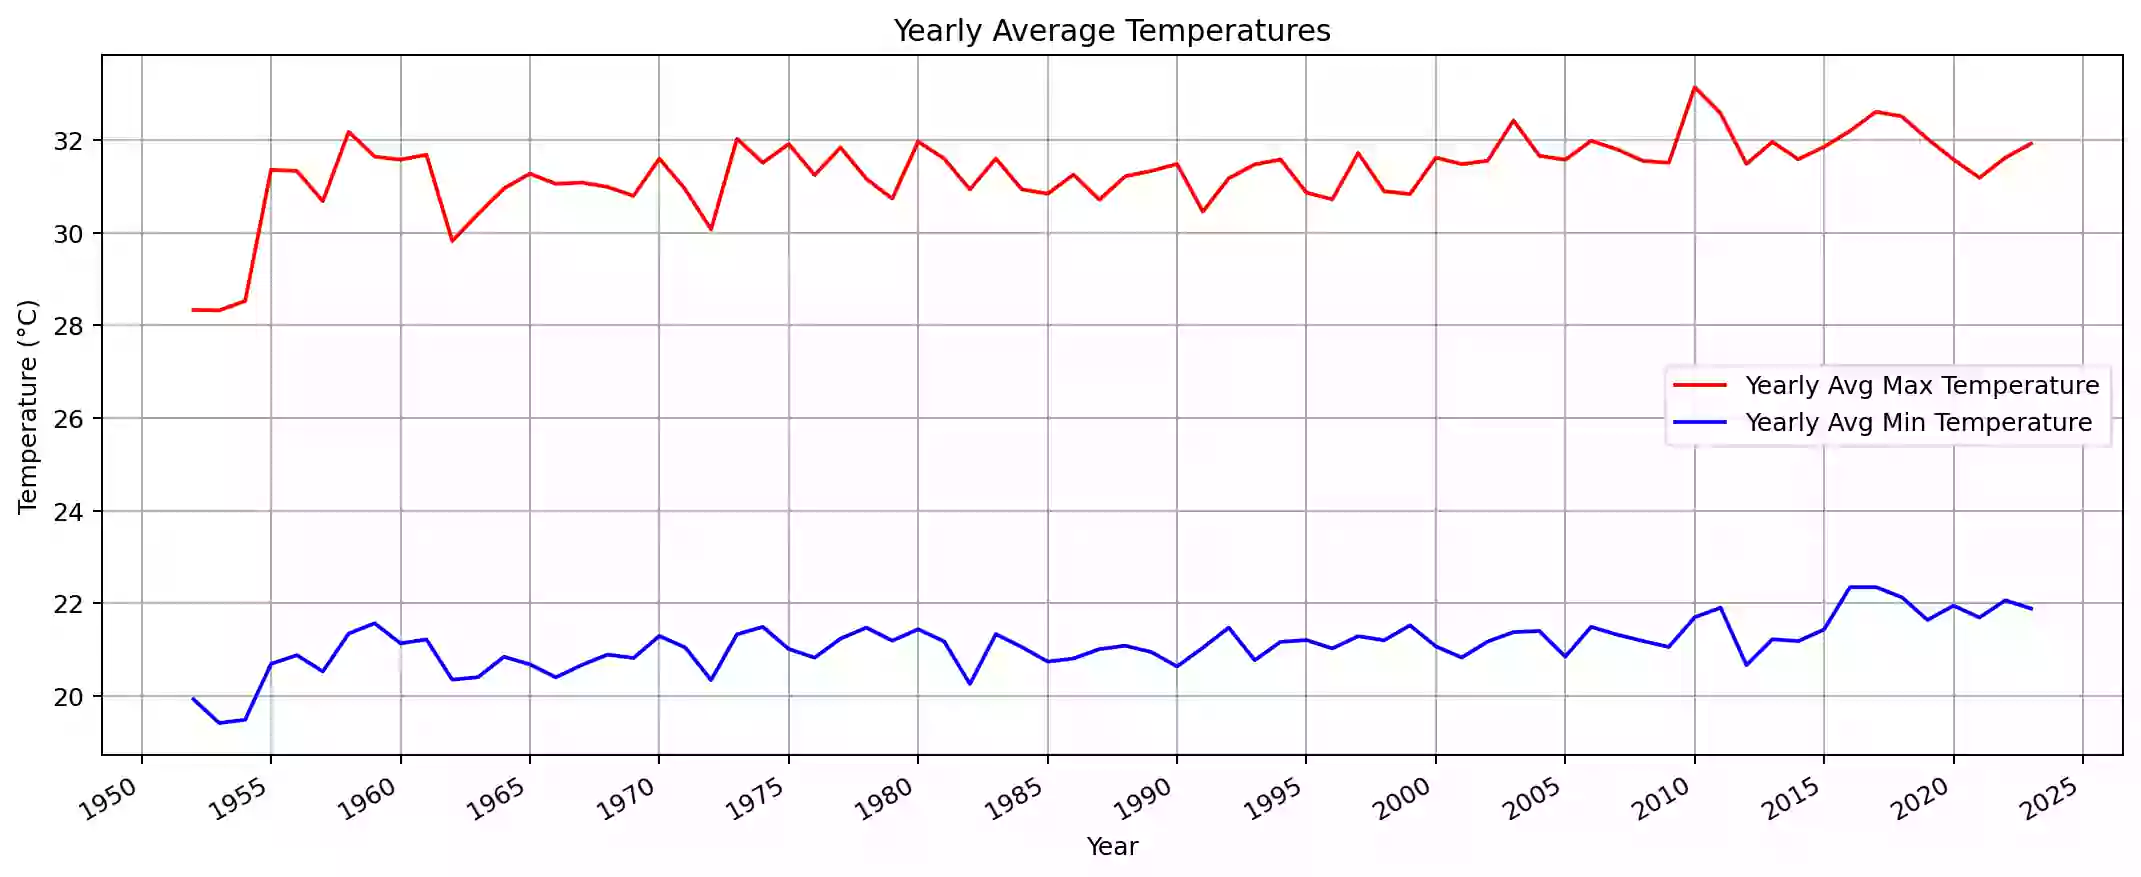 Yearly Average Temperatures
Temperature (°C)
32
30
28
26
24
22
20
Yearly Avg Max Temperature
Yearly Avg Min Temperature
1950 1955 1960 1965 1970 1975 1980 1985 1990 1995 2000 2005 2010 2015 2020 2025
Year